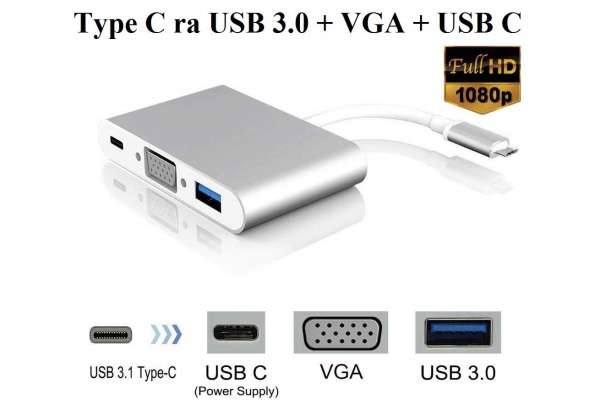 Type C ra USB 3.0 + VGA + USB C
Full HD
1080p
USB 3.1 Type-C
USB C
(Power Supply)
VGA
USB 3.0